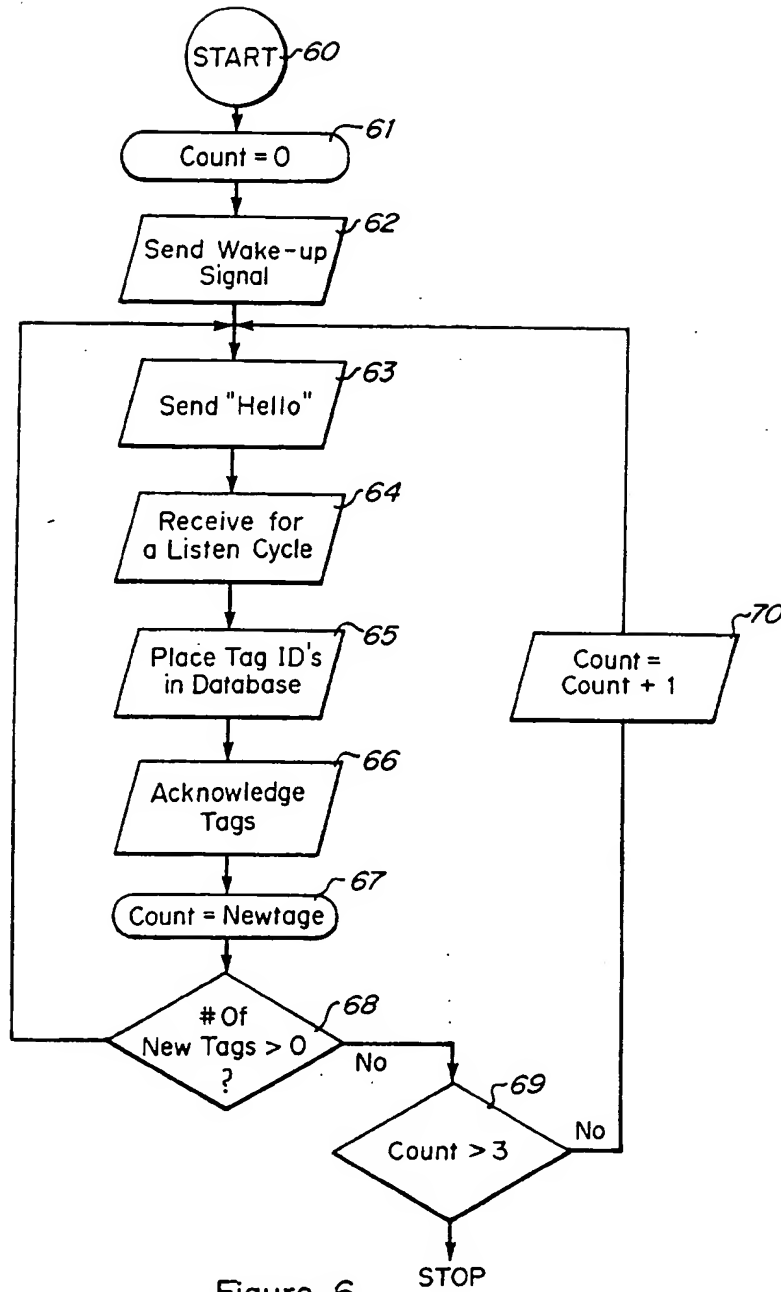 START
60
61
Count = 0
62
Send Wake-up
Signal
63
Send "Hello"
64
Receive for
a Listen Cycle
65
Place Tag ID's
in Database
70
Count =
Count + 1
66
Acknowledge
Tags
67
Count = Newtage
68
# Of
New Tags > 0
?
No
69
Count > 3
No
STOP
Figure 6